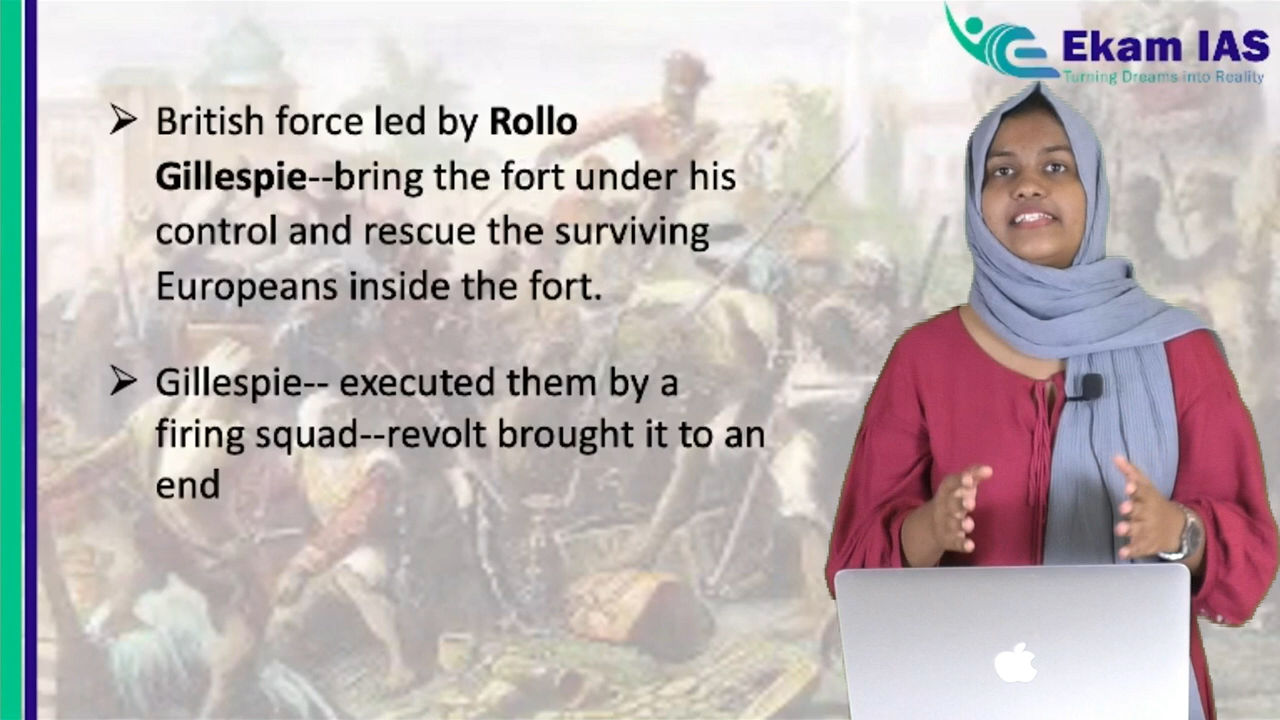 Ekam IAS
Turning Dreams into Reality
British force led by Rollo
Gillespie--bring the fort under his
control and rescue the surviving
Europeans inside the fort.
Gillespie-- executed them by a
firing squad--revolt brought it to an
end